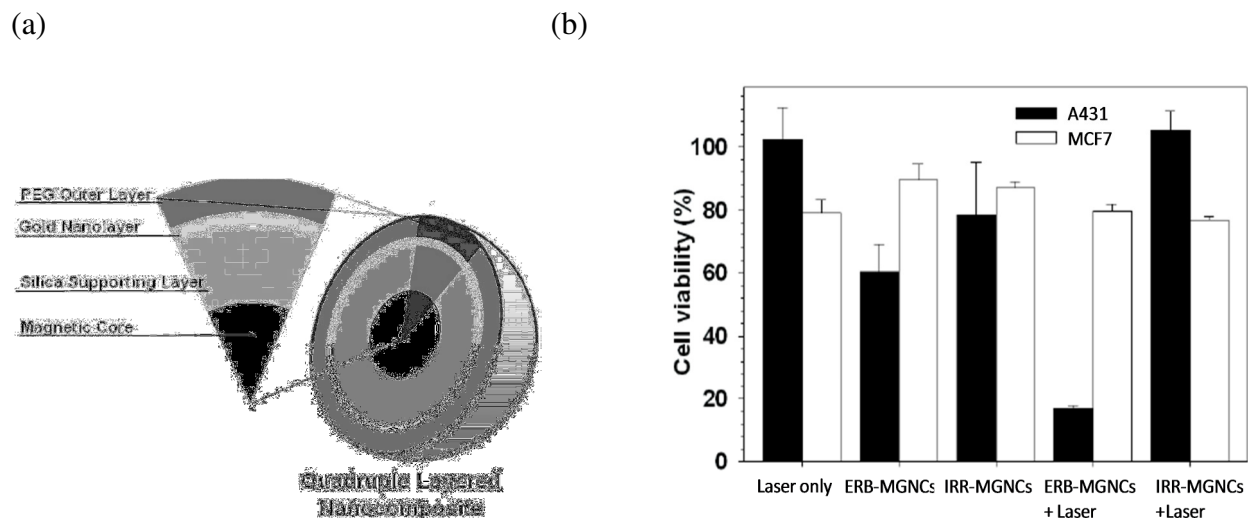 (a)
(b)
PEG Outer Layer
Gold Nanolayer
Silica Supporting Layer
Magnetic Core
Quadruple Layered
Nanocomposite
Cell viability (%)
100
80
60
40
20
0
A431
MCF7
Laser only
ERB-MGNCs
IRR-MGNCs
ERB-MGNCs
+ Laser
IRR-MGNCs
+Laser